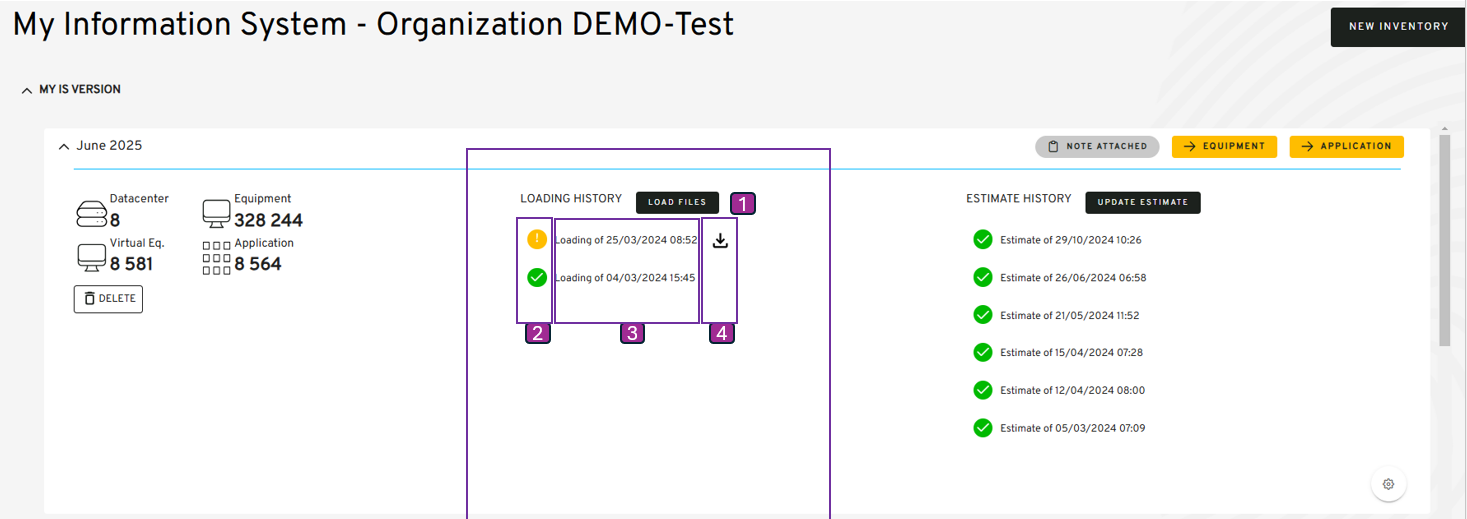 My Information System - Organization DEMO-Test
NEW INVENTORY
MY IS VERSION
June 2025
NOTE ATTACHED
EQUIPMENT
APPLICATION
Datacenter
8
Equipment
328 244
Virtual Eq.
8 581
Application
8 564
DELETE
LOADING HISTORY
LOAD FILES
1
Loading of 25/03/2024 08:52
Loading of 04/03/2024 15:45
2
3
4
ESTIMATE HISTORY
UPDATE ESTIMATE
Estimate of 29/10/2024 10:26
Estimate of 26/06/2024 06:58
Estimate of 21/05/2024 11:52
Estimate of 15/04/2024 07:28
Estimate of 12/04/2024 08:00
Estimate of 05/03/2024 07:09